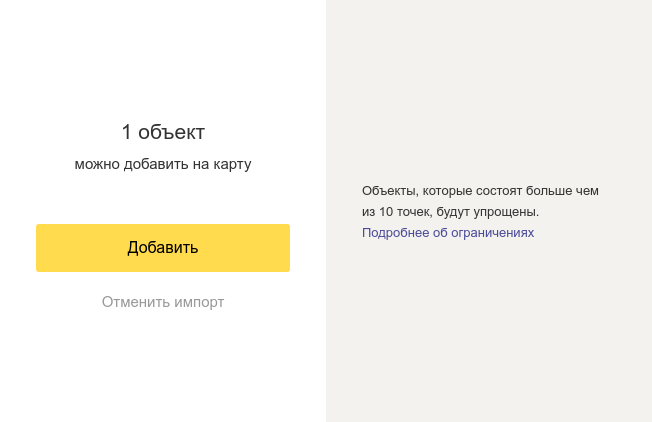 1 объект
можно добавить на карту
Добавить
Отменить импорт
Объекты, которые состоят больше чем
из 10 точек, будут упрощены.
Подробнее об ограничениях